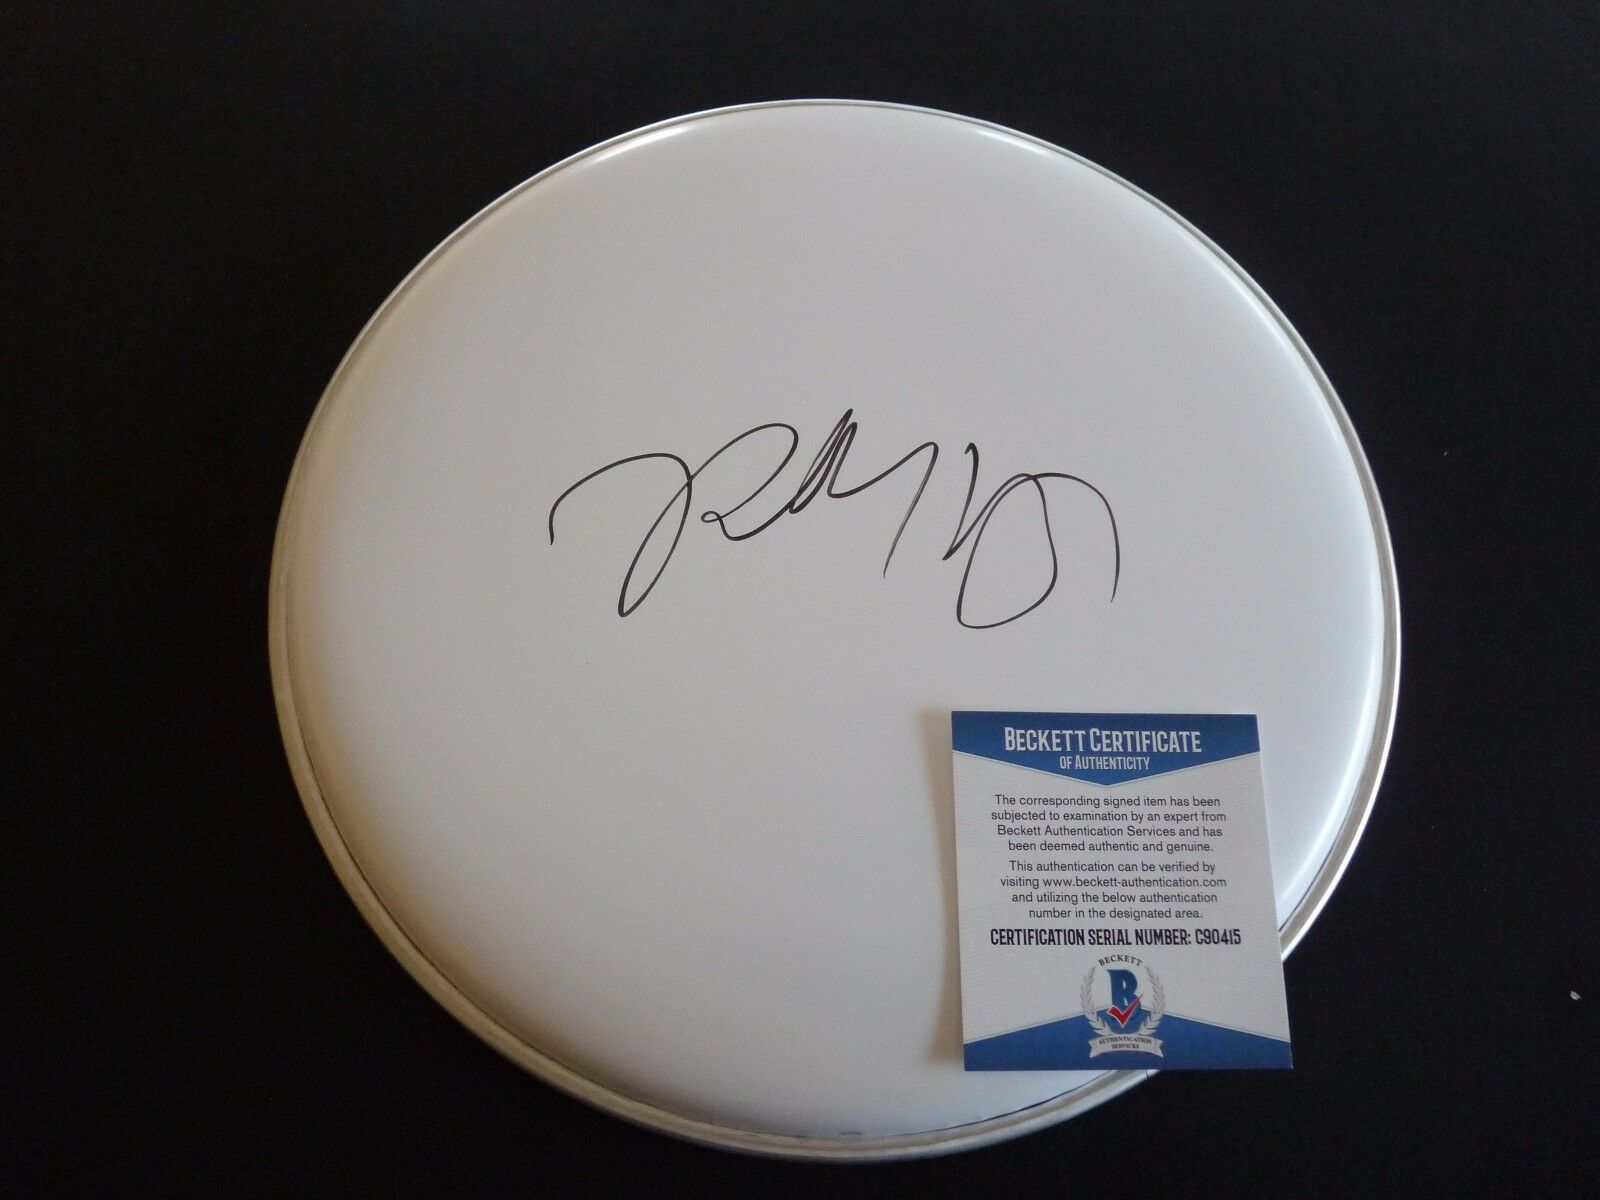 BECKETT CERTIFICATE
OF AUTHENTICITY
The corresponding signed item has been
subjected to examination by an expert from
Beckett Authentication Services and has
been deemed authentic and genuine.
This authentication can be verified by
visiting www.beckett-authentication.com
and utilizing the below authentication
number in the designated area.
CERTIFICATION SERIAL NUMBER: C90415
BECKETT
B
AUTHENTICATION
SERVICES